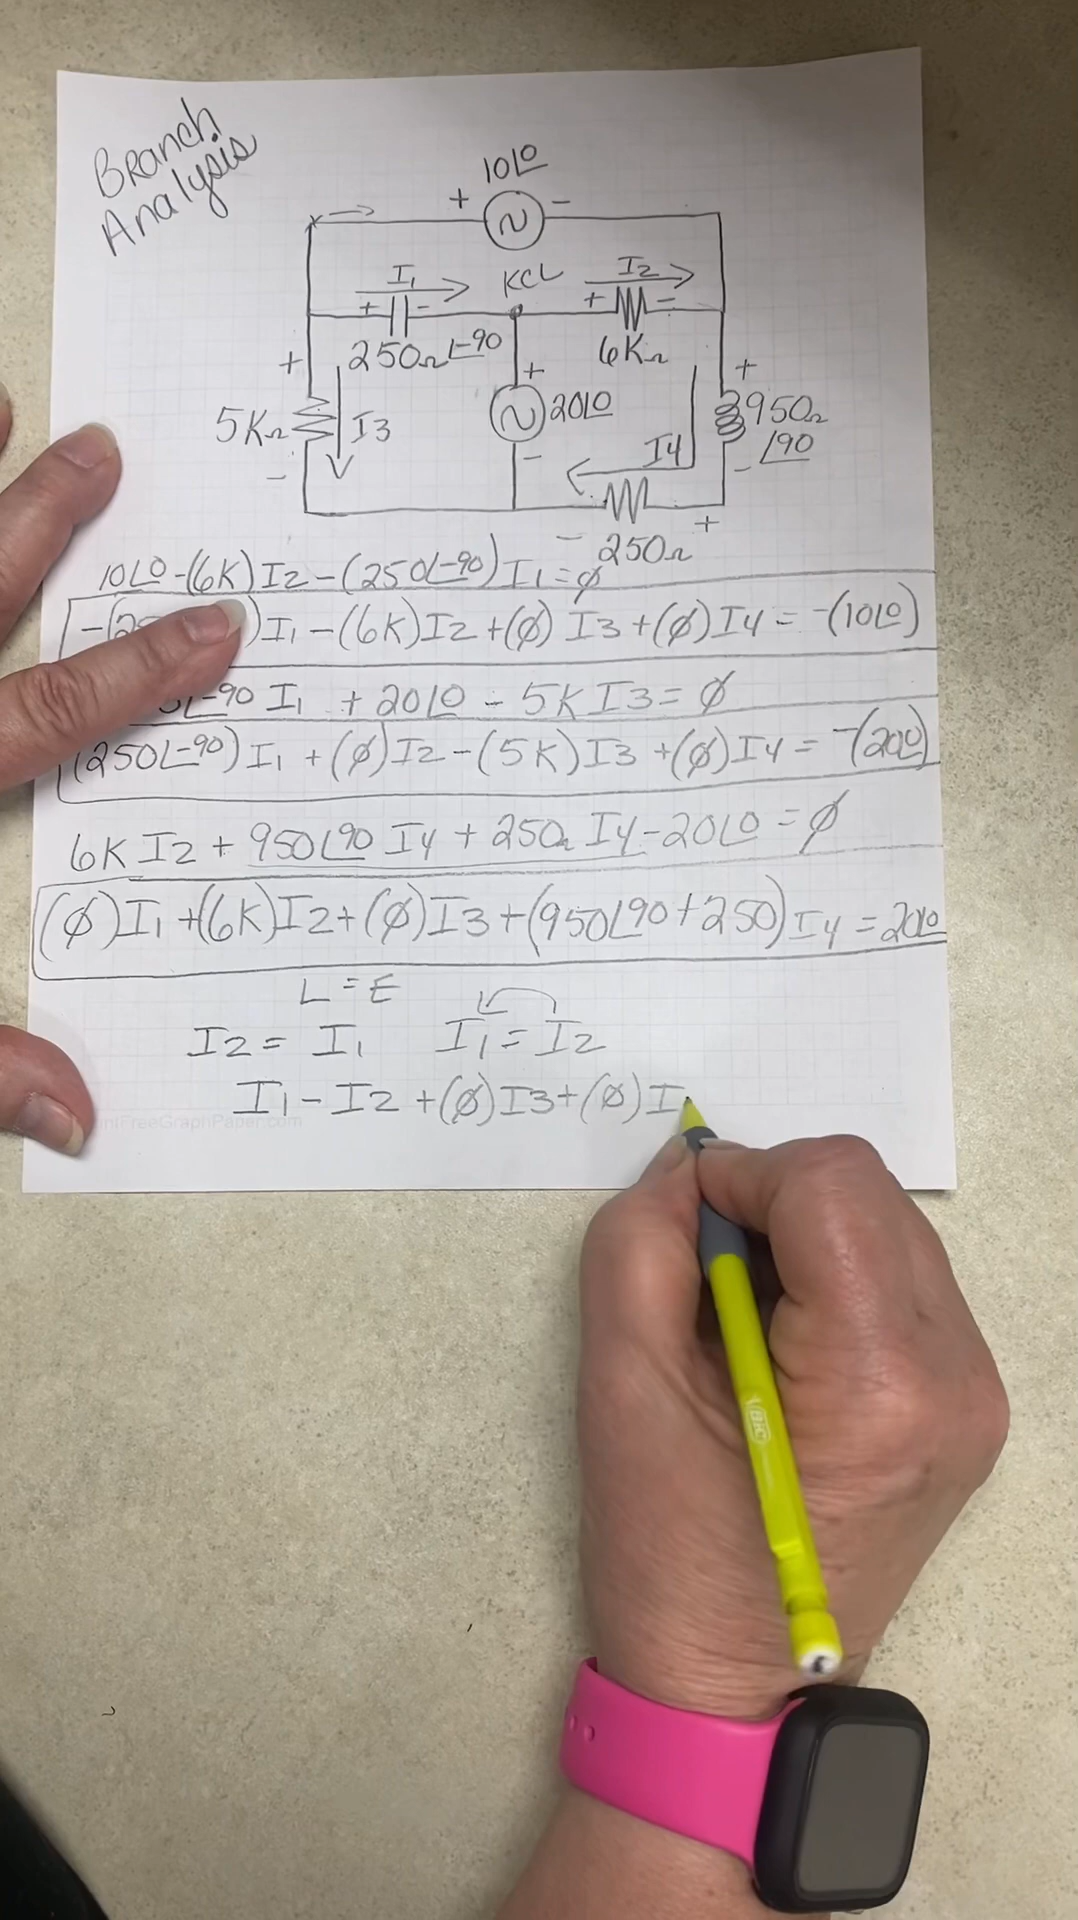 Branch
Analysis
10∠0
+ −
I1 KCL I2
+ − + −
250Ω∠-90 6KΩ
+ + +
5KΩ I3 20∠0 950Ω
∠90
− − I4 −
− 250Ω +
10∠0 -(6K)I2 -(250∠-90)I1=ϕ
)I1 -(6K)I2 +(ϕ) I3+(ϕ)I4 = -(10∠0)
∠-90 I1 + 20∠0 - 5K I3 = ϕ
(250∠-90)I1 + (ϕ)I2 -(5K)I3 +(ϕ)I4 = -(20∠0)
6K I2 + 950∠90 I4 + 250Ω I4 - 20∠0 = ϕ
(ϕ)I1 +(6K)I2+(ϕ)I3+(950∠90+250)I4 = 20∠0
L = E
I2 = I1 I1 = I2
I1 - I2 +(ϕ)I3+(ϕ)I
FreeGraphPaper.com
BIC